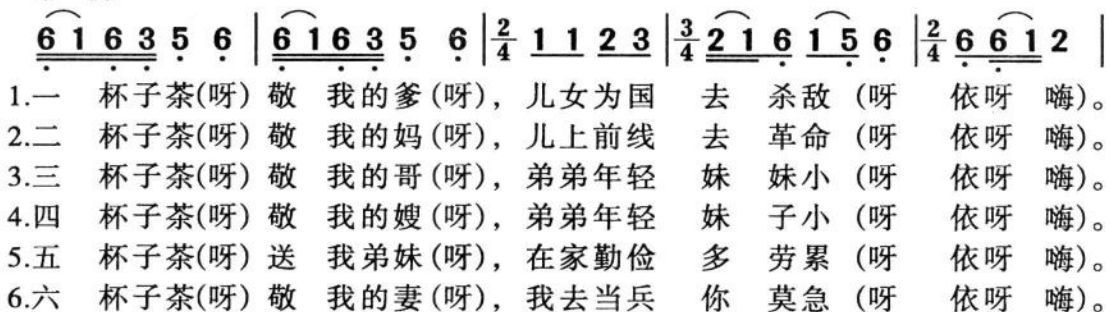 6 1 6 3 5 6 | 6 1 6 3 5 6 | 2/4 1 1 2 3 | 3/4 2 1 6 1 5 6 | 2/4 6 6 1 2 |
1.一 杯子茶(呀) 敬 我的爹(呀), 儿女为国 去 杀敌 (呀 依呀 嗨)。
2.二 杯子茶(呀) 敬 我的妈(呀), 儿上前线 去 革命 (呀 依呀 嗨)。
3.三 杯子茶(呀) 敬 我的哥(呀), 弟弟年轻 妹 妹小 (呀 依呀 嗨)。
4.四 杯子茶(呀) 敬 我的嫂(呀), 弟弟年轻 妹 子小 (呀 依呀 嗨)。
5.五 杯子茶(呀) 送 我弟妹(呀), 在家勤俭 多 劳累 (呀 依呀 嗨)。
6.六 杯子茶(呀) 敬 我的妻(呀), 我去当兵 你 莫急 (呀 依呀 嗨)。